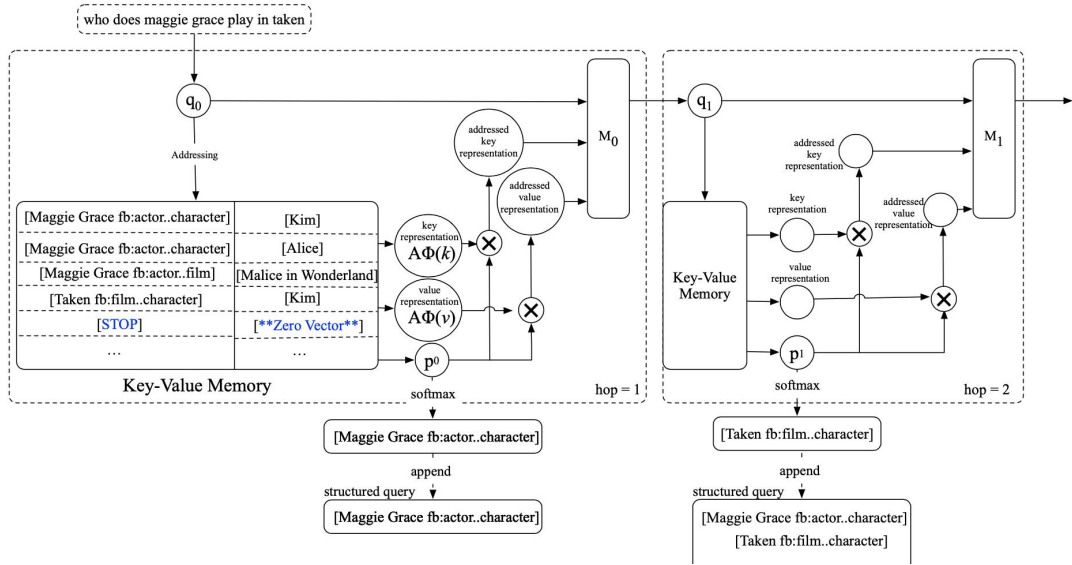 who does maggie grace play in taken
q0
Addressing
[Maggie Grace fb:actor..character]
[Kim]
[Maggie Grace fb:actor..character]
[Alice]
[Maggie Grace fb:actor..film]
[Malice in Wonderland]
[Taken fb:film..character]
[Kim]
[STOP]
[**Zero Vector**]
...
...
Key-Value Memory
key
representation
AΦ(k)
value
representation
AΦ(v)
p0
addressed
key
representation
addressed
value
representation
M0
hop = 1
softmax
[Maggie Grace fb:actor..character]
append
structured query
[Maggie Grace fb:actor..character]
q1
Key-Value
Memory
key
representation
value
representation
p1
addressed
key
representation
addressed
value
representation
M1
hop = 2
softmax
[Taken fb:film..character]
append
structured query
[Maggie Grace fb:actor..character]
[Taken fb:film..character]